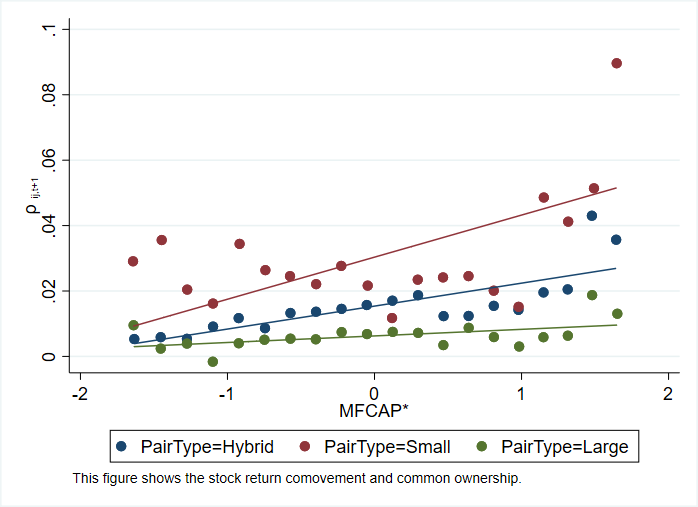 .1
.08
.06
.04
.02
0
ρ ij,t+1
-2 -1 0 1 2
MFCAP*
PairType=Hybrid PairType=Small PairType=Large
This figure shows the stock return comovement and common ownership.